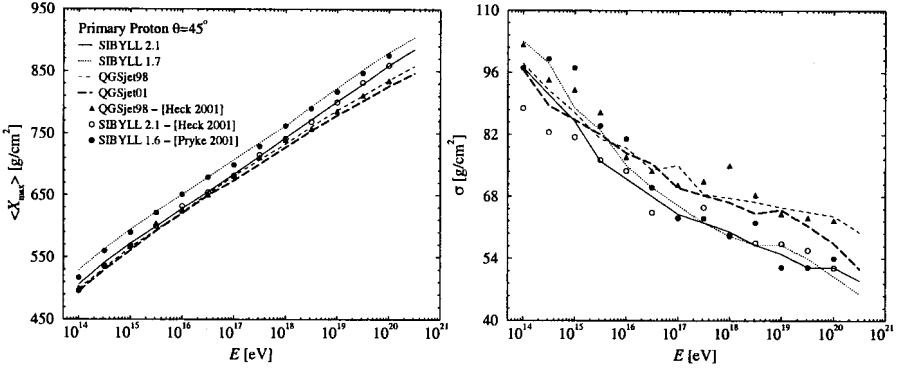 Primary Proton θ=45°
SIBYLL 2.1
SIBYLL 1.7
QGSjet98
QGSjet01
QGSjet98 – [Heck 2001]
SIBYLL 2.1 – [Heck 2001]
SIBYLL 1.6 – [Pryke 2001]
<X_max> [g/cm²]
950
850
750
650
550
450
10¹⁴ 10¹⁵ 10¹⁶ 10¹⁷ 10¹⁸ 10¹⁹ 10²⁰ 10²¹
E [eV]
σ [g/cm²]
110
96
82
68
54
40
10¹⁴ 10¹⁵ 10¹⁶ 10¹⁷ 10¹⁸ 10¹⁹ 10²⁰ 10²¹
E [eV]